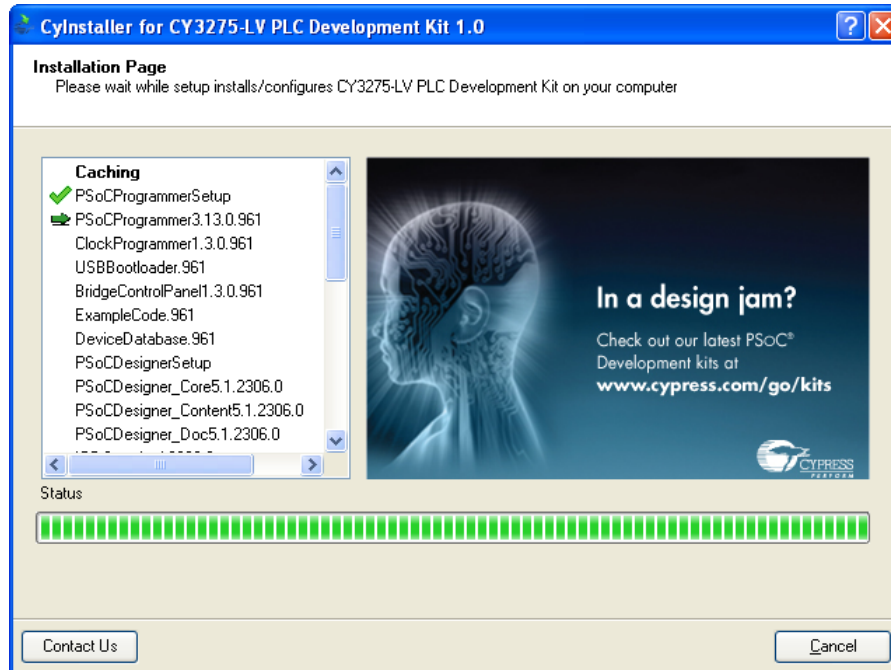 CyInstaller for CY3275-LV PLC Development Kit 1.0
Installation Page
Please wait while setup installs/configures CY3275-LV PLC Development Kit on your computer
Caching
PSoCProgrammerSetup
PSoCProgrammer3.13.0.961
ClockProgrammer1.3.0.961
USBBootloader.961
BridgeControlPanel1.3.0.961
ExampleCode.961
DeviceDatabase.961
PSoCDesignerSetup
PSoCDesigner_Core5.1.2306.0
PSoCDesigner_Content5.1.2306.0
PSoCDesigner_Doc5.1.2306.0
In a design jam?
Check out our latest PSoC®
Development kits at
www.cypress.com/go/kits
CYPRESS
PERFORM
Status
Contact Us
Cancel